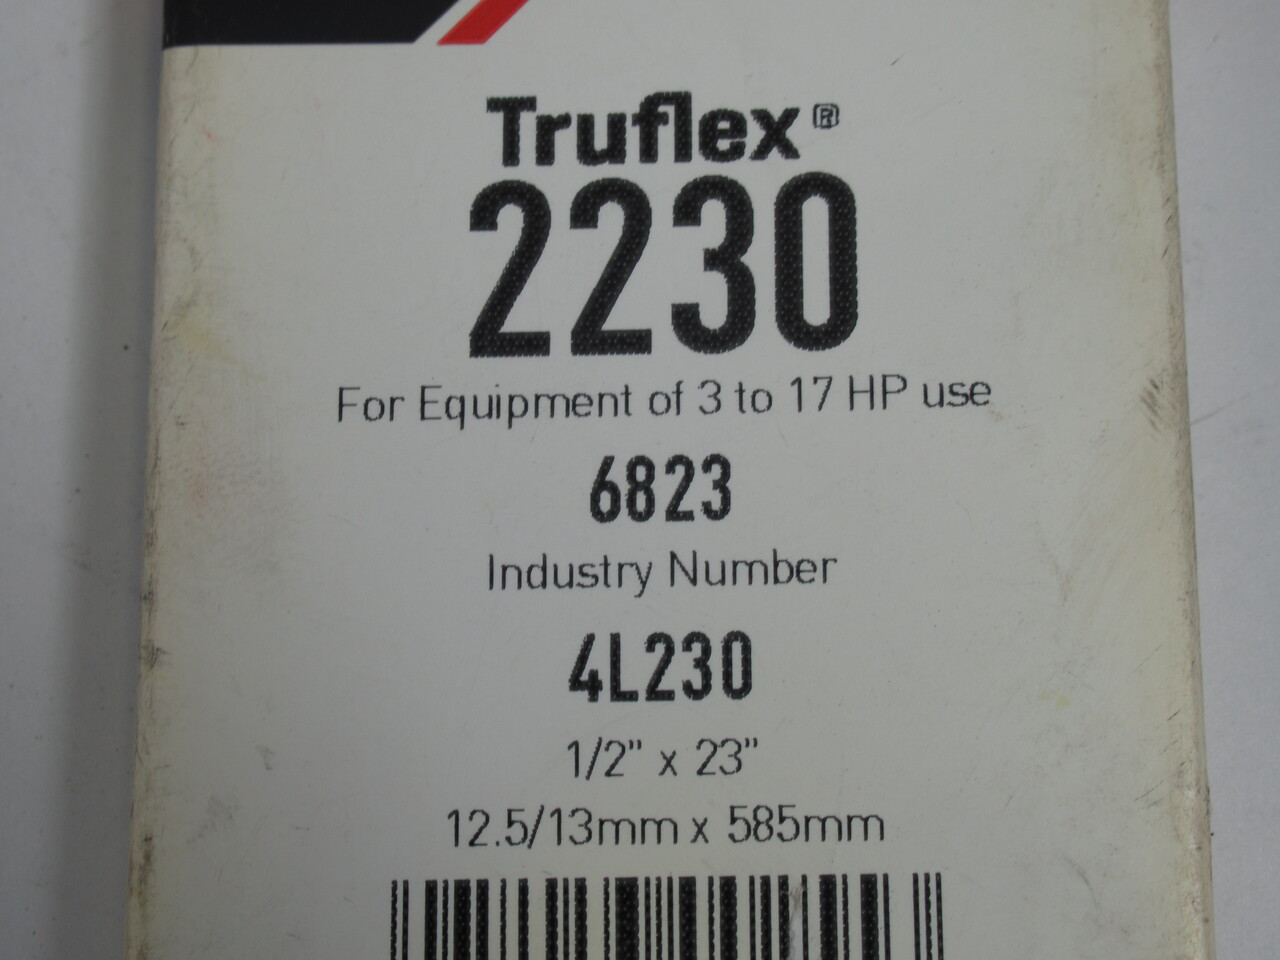 Truflex®
2230
For Equipment of 3 to 17 HP use
6823
Industry Number
4L230
1/2" x 23"
12.5/13mm x 585mm